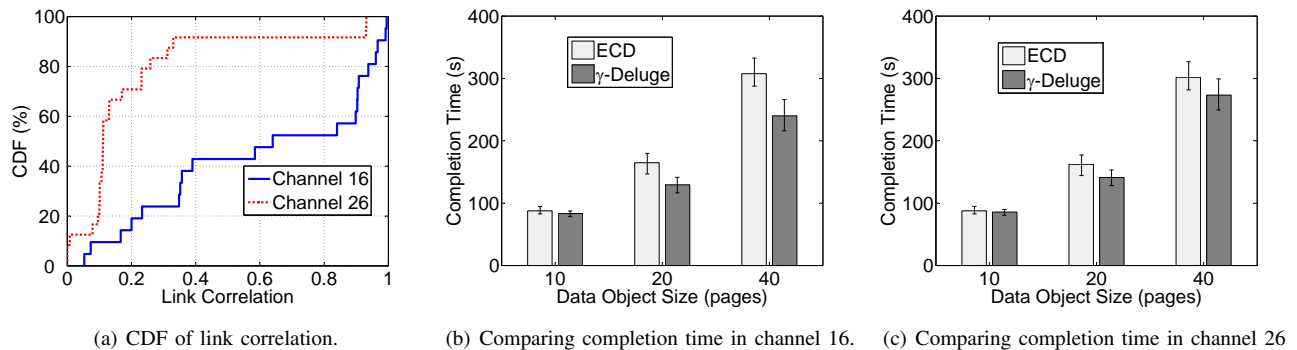 100
80
60
40
20
0
CDF (%)
0 0.2 0.4 0.6 0.8 1
Link Correlation
Channel 16
Channel 26
(a) CDF of link correlation.
400
300
200
100
0
Completion Time (s)
ECD
γ-Deluge
10 20 40
Data Object Size (pages)
(b) Comparing completion time in channel 16.
400
300
200
100
0
Completion Time (s)
ECD
γ-Deluge
10 20 40
Data Object Size (pages)
(c) Comparing completion time in channel 26